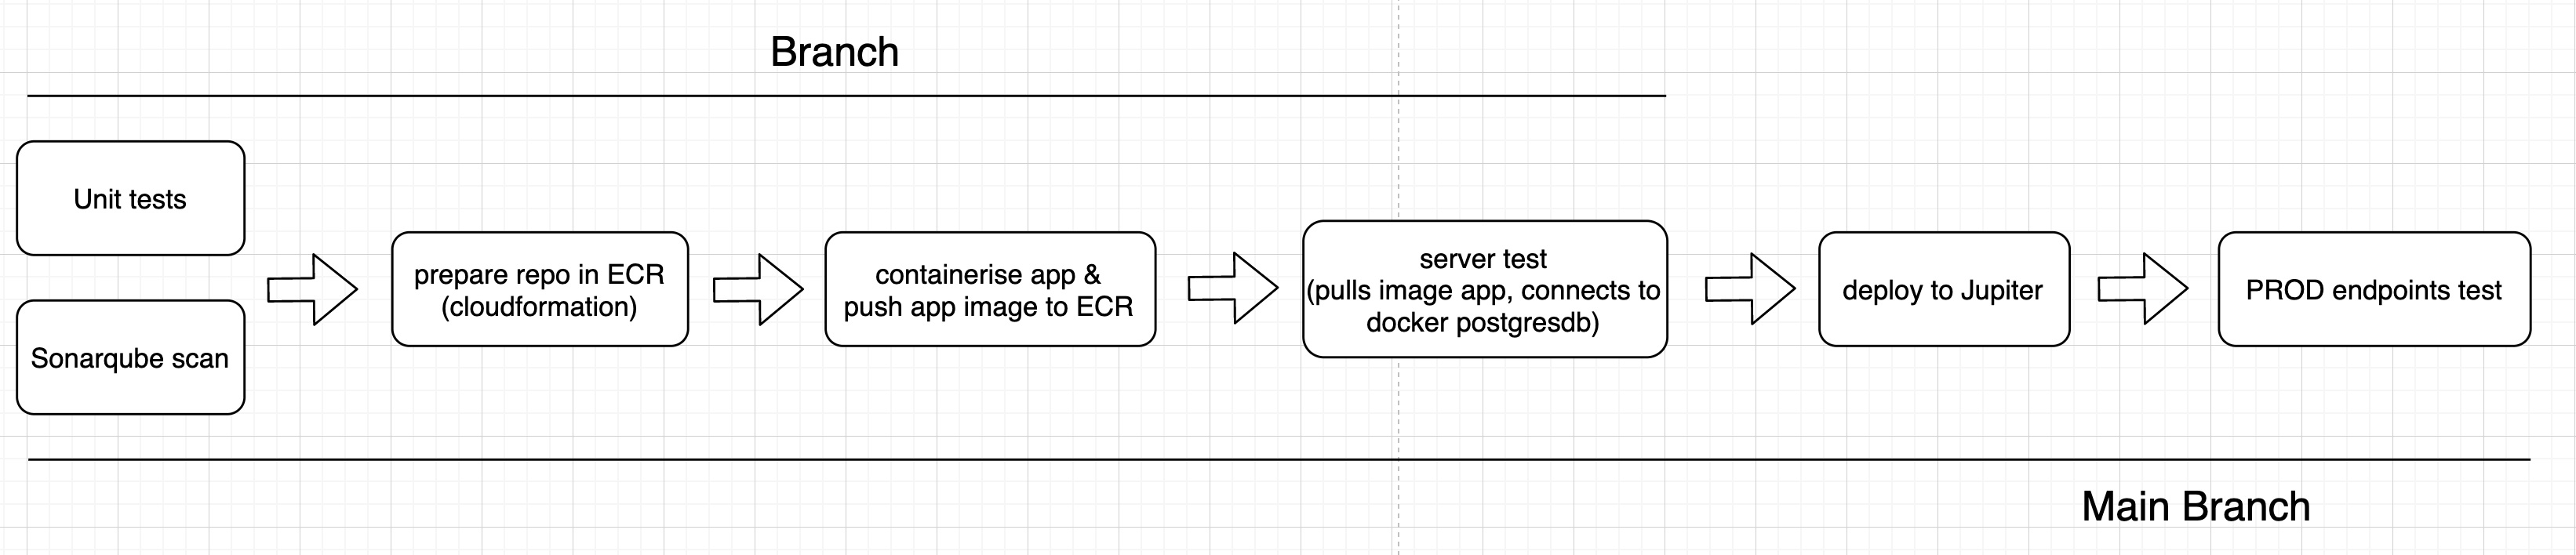 Branch
Unit tests
Sonarqube scan
prepare repo in ECR
(cloudformation)
containerise app &
push app image to ECR
server test
(pulls image app, connects to
docker postgresdb)
deploy to Jupiter
PROD endpoints test
Main Branch